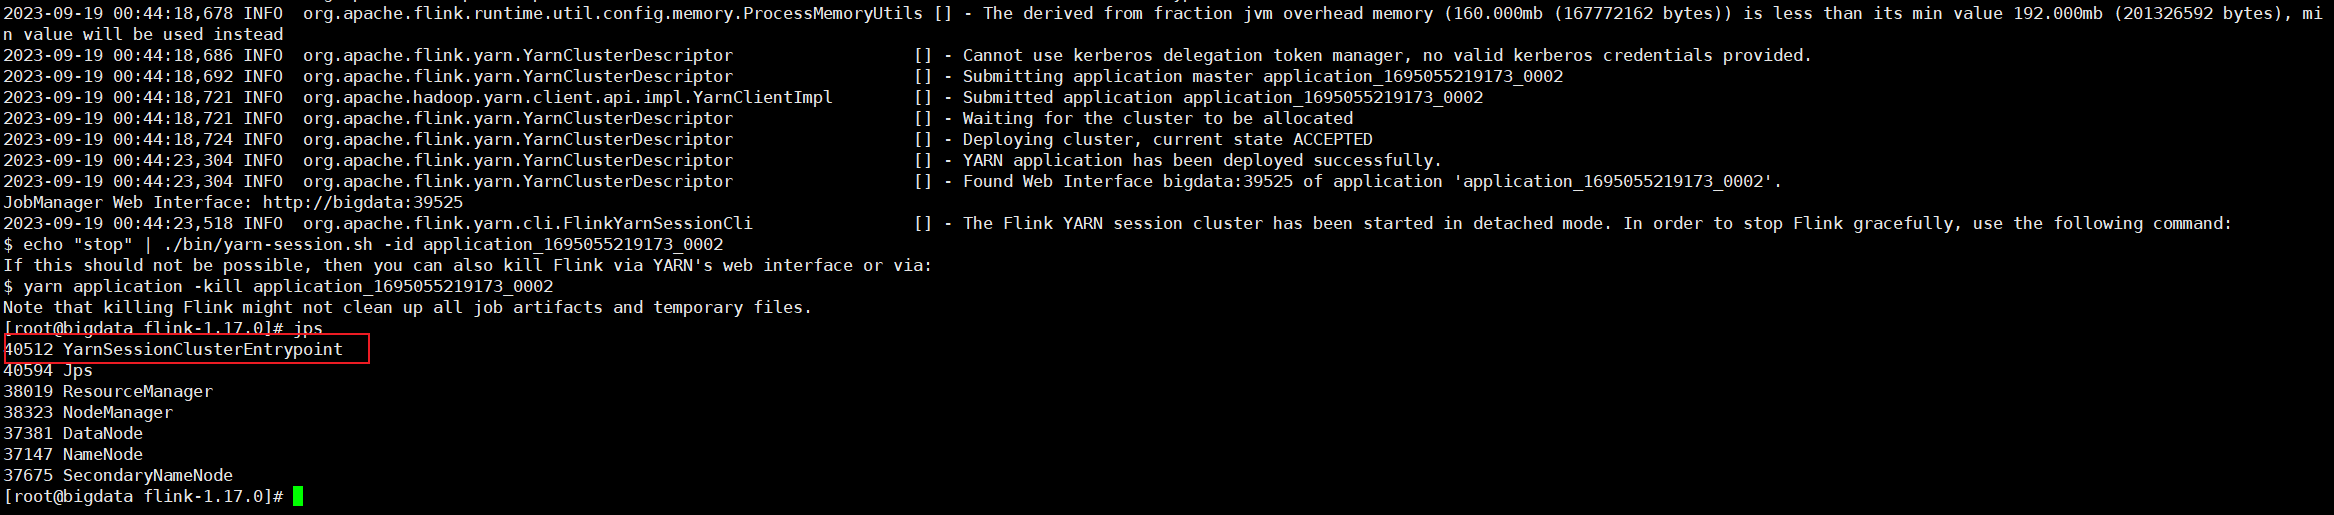 2023-09-19 00:44:18,678 INFO  org.apache.flink.runtime.util.config.memory.ProcessMemoryUtils [] - The derived from fraction jvm overhead memory (160.000mb (167772162 bytes)) is less than its min value 192.000mb (201326592 bytes), mi
n value will be used instead
2023-09-19 00:44:18,686 INFO  org.apache.flink.yarn.YarnClusterDescriptor                  [] - Cannot use kerberos delegation token manager, no valid kerberos credentials provided.
2023-09-19 00:44:18,692 INFO  org.apache.flink.yarn.YarnClusterDescriptor                  [] - Submitting application master application_1695055219173_0002
2023-09-19 00:44:18,721 INFO  org.apache.hadoop.yarn.client.api.impl.YarnClientImpl        [] - Submitted application application_1695055219173_0002
2023-09-19 00:44:18,721 INFO  org.apache.flink.yarn.YarnClusterDescriptor                  [] - Waiting for the cluster to be allocated
2023-09-19 00:44:18,724 INFO  org.apache.flink.yarn.YarnClusterDescriptor                  [] - Deploying cluster, current state ACCEPTED
2023-09-19 00:44:23,304 INFO  org.apache.flink.yarn.YarnClusterDescriptor                  [] - YARN application has been deployed successfully.
2023-09-19 00:44:23,304 INFO  org.apache.flink.yarn.YarnClusterDescriptor                  [] - Found Web Interface bigdata:39525 of application 'application_1695055219173_0002'.
JobManager Web Interface: http://bigdata:39525
2023-09-19 00:44:23,518 INFO  org.apache.flink.yarn.cli.FlinkYarnSessionCli                [] - The Flink YARN session cluster has been started in detached mode. In order to stop Flink gracefully, use the following command:
$ echo "stop" | ./bin/yarn-session.sh -id application_1695055219173_0002
If this should not be possible, then you can also kill Flink via YARN's web interface or via:
$ yarn application -kill application_1695055219173_0002
Note that killing Flink might not clean up all job artifacts and temporary files.
[root@bigdata flink-1.17.0]# jps
40512 YarnSessionClusterEntrypoint
40594 Jps
38019 ResourceManager
38323 NodeManager
37381 DataNode
37147 NameNode
37675 SecondaryNameNode
[root@bigdata flink-1.17.0]#